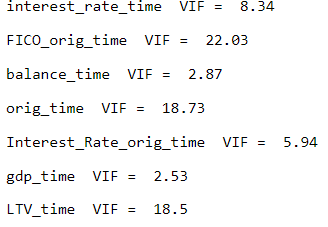 interest_rate_time VIF = 8.34
FICO_orig_time VIF = 22.03
balance_time VIF = 2.87
orig_time VIF = 18.73
Interest_Rate_orig_time VIF = 5.94
gdp_time VIF = 2.53
LTV_time VIF = 18.5